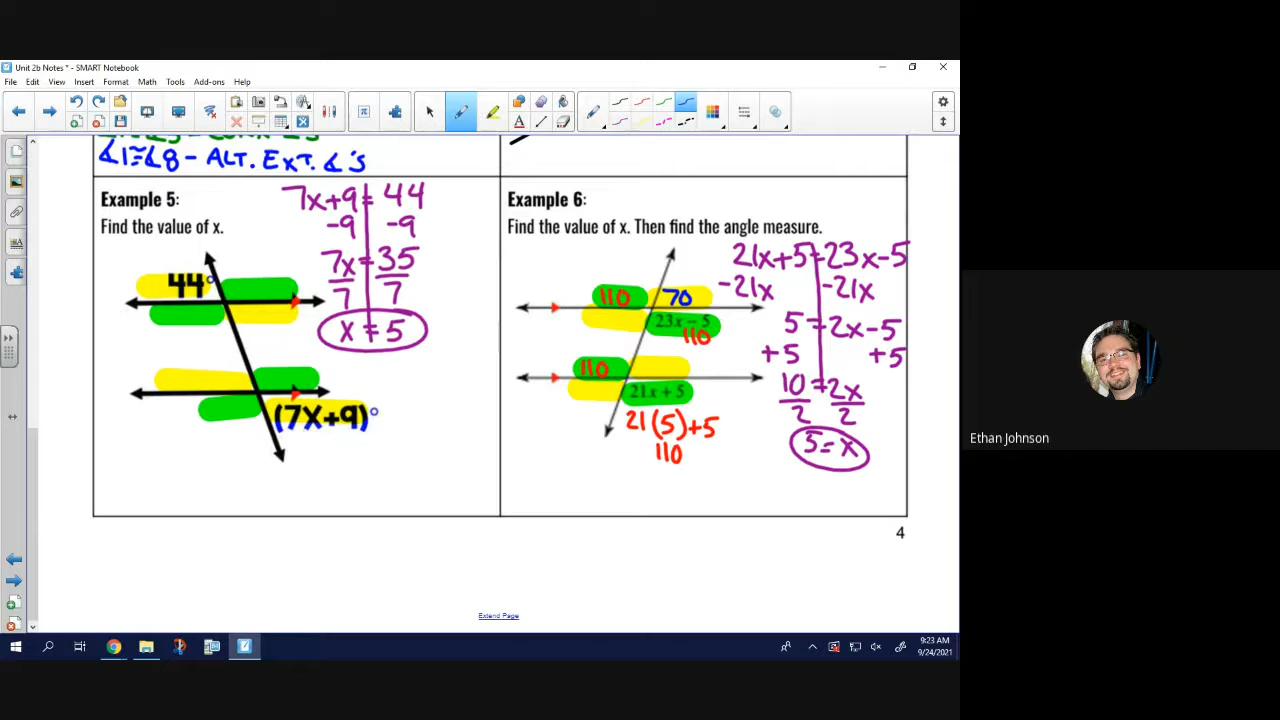 Unit 2b Notes * - SMART Notebook
File Edit View Insert Format Math Tools Add-ons Help
∡1≅∡8 - ALT. EXT. ∡'S
Example 5:
Find the value of x.
7x+9 = 44
-9 -9
7x = 35
7 7
x = 5
44°
(7X+9)°
Example 6:
Find the value of x. Then find the angle measure.
21x+5 = 23x-5
-21x -21x
5 = 2x-5
+5 +5
10 = 2x
2 2
5 = x
110 70
23x – 5
110
110
21x + 5
21(5)+5
110
4
Extend Page
Ethan Johnson
9:23 AM
9/24/2021